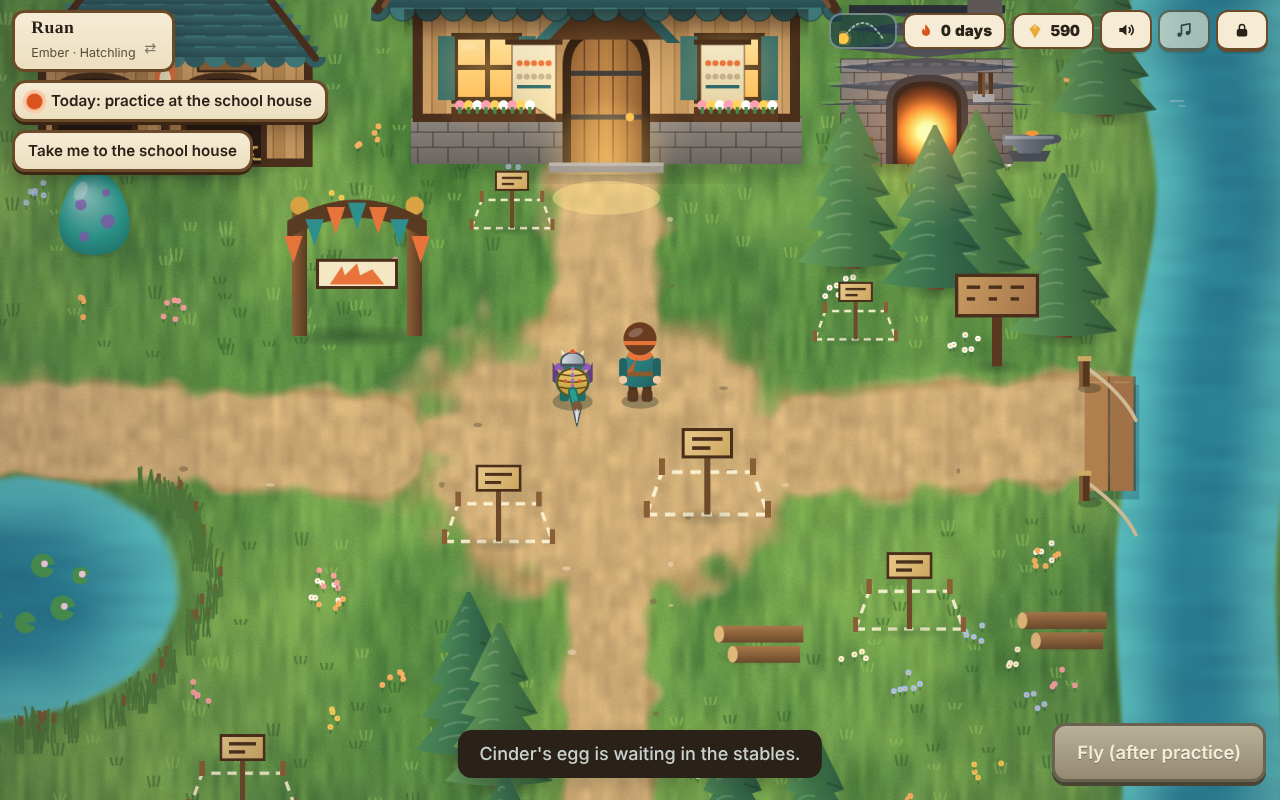 Ruan
Ember · Hatchling
0 days
590
Today: practice at the school house
Take me to the school house
Cinder's egg is waiting in the stables.
Fly (after practice)